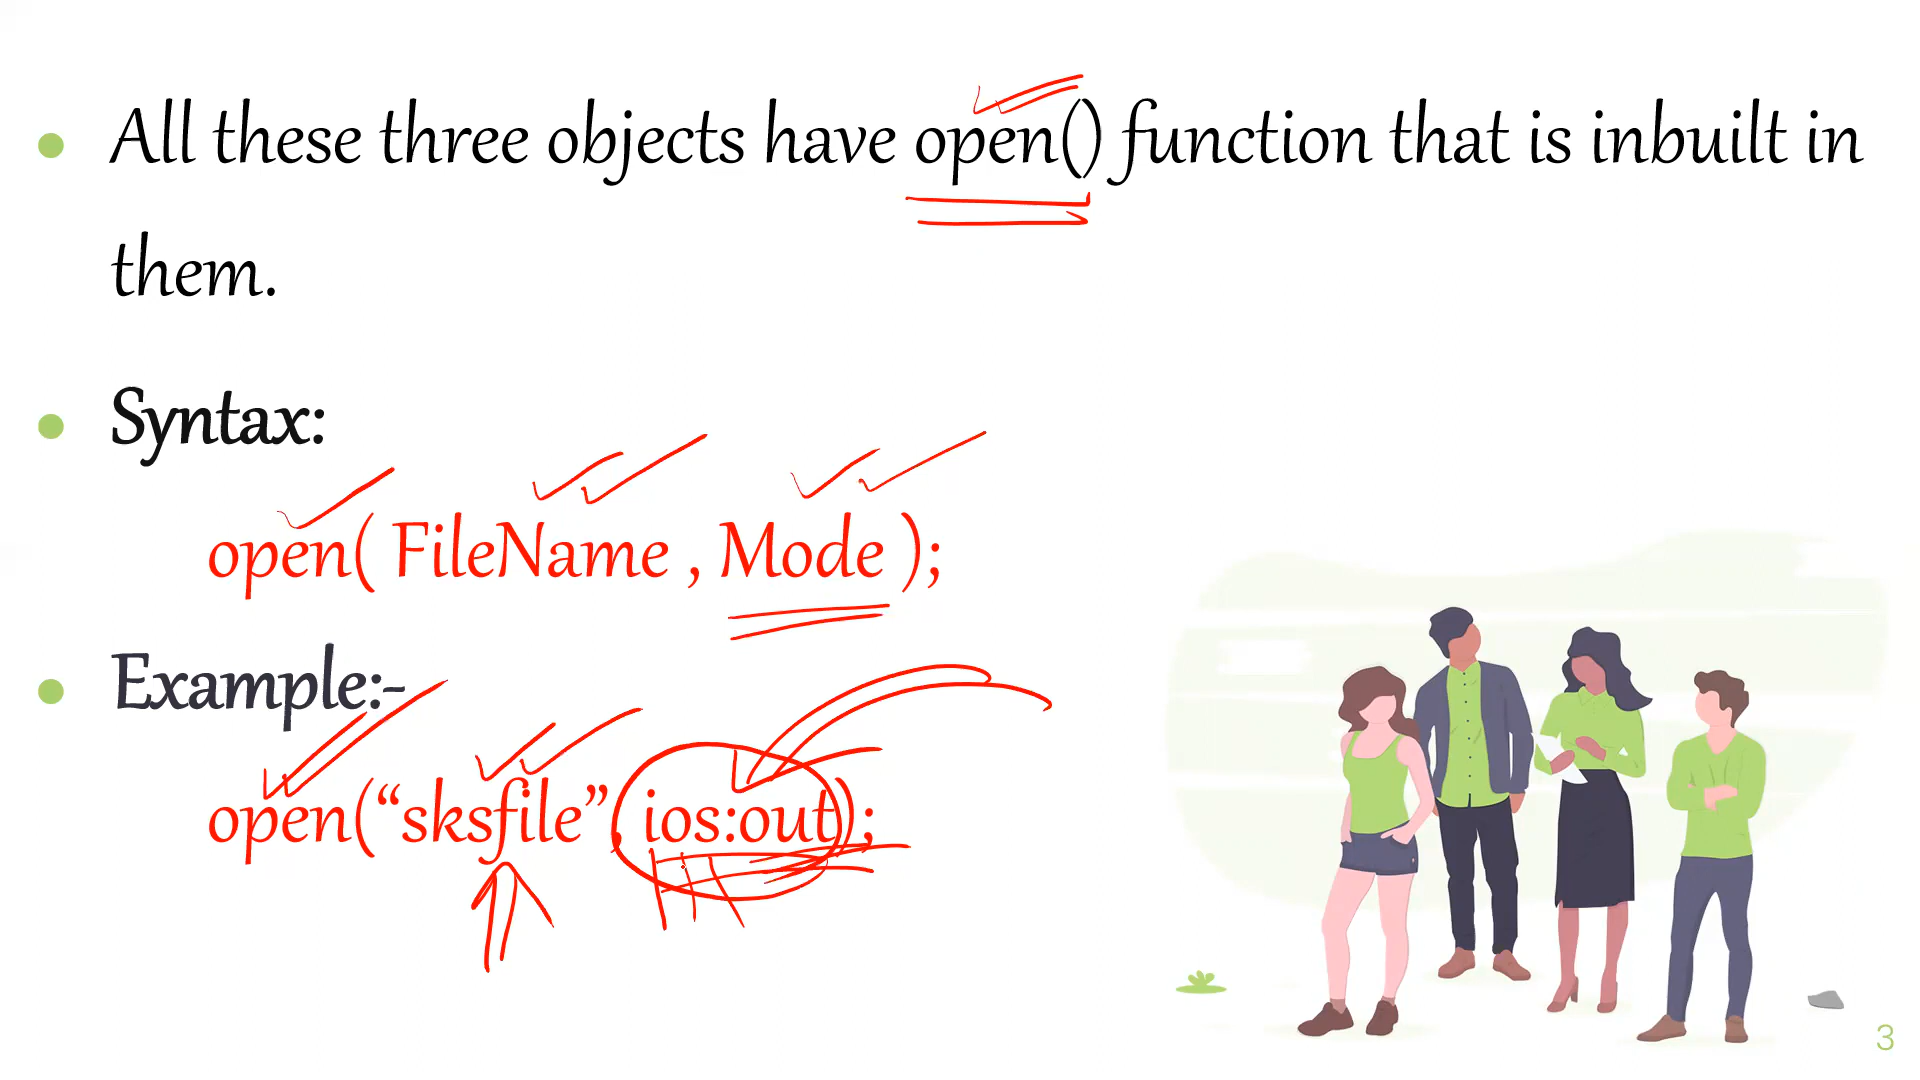 All these three objects have open() function that is inbuilt in
them.
Syntax:
open( FileName , Mode );
Example:-
open(“sksfile”, ios:out);
3